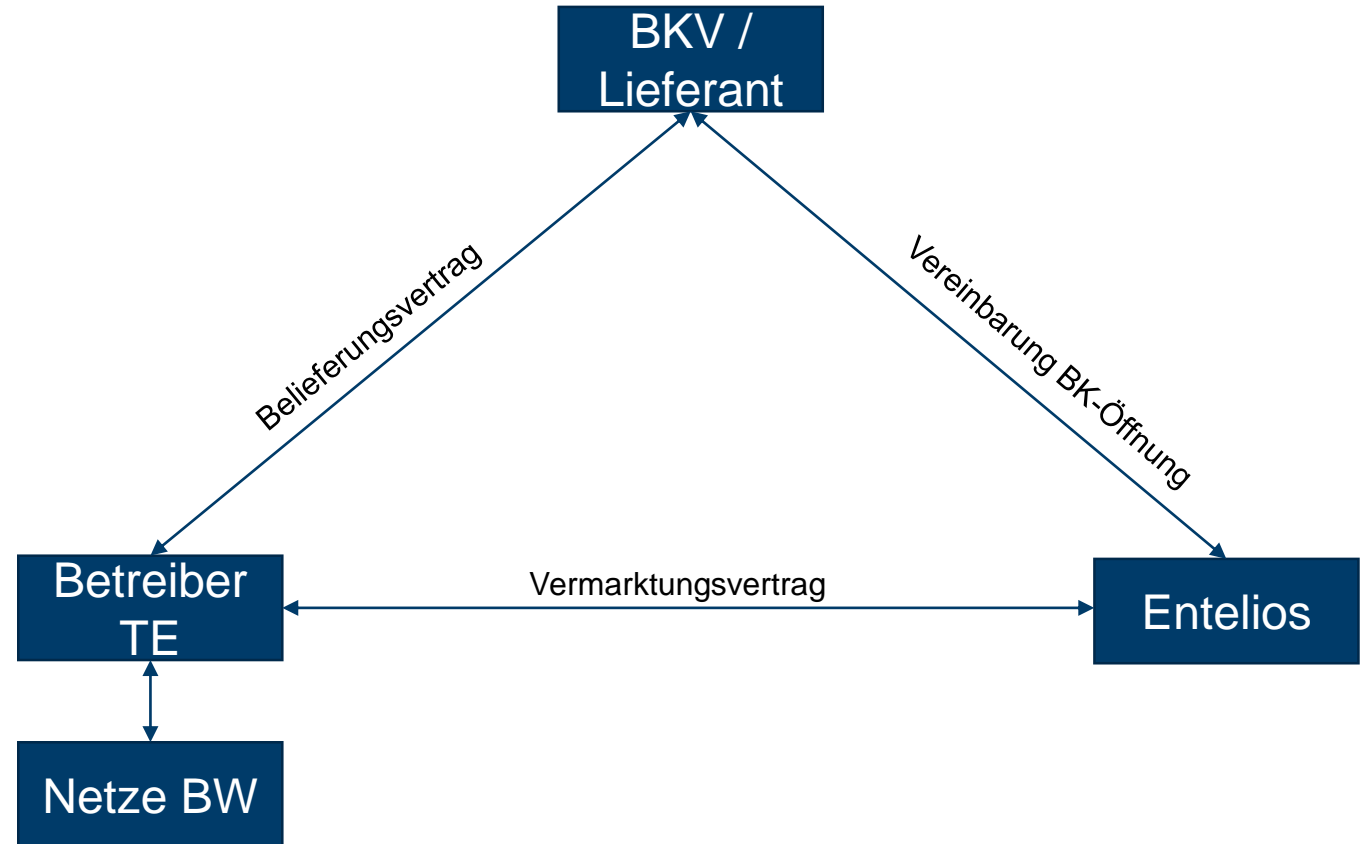 BKV /
Lieferant
Belieferungsvertrag
Vereinbarung BK-Öffnung
Betreiber
TE
Vermarktungsvertrag
Entelios
Netze BW